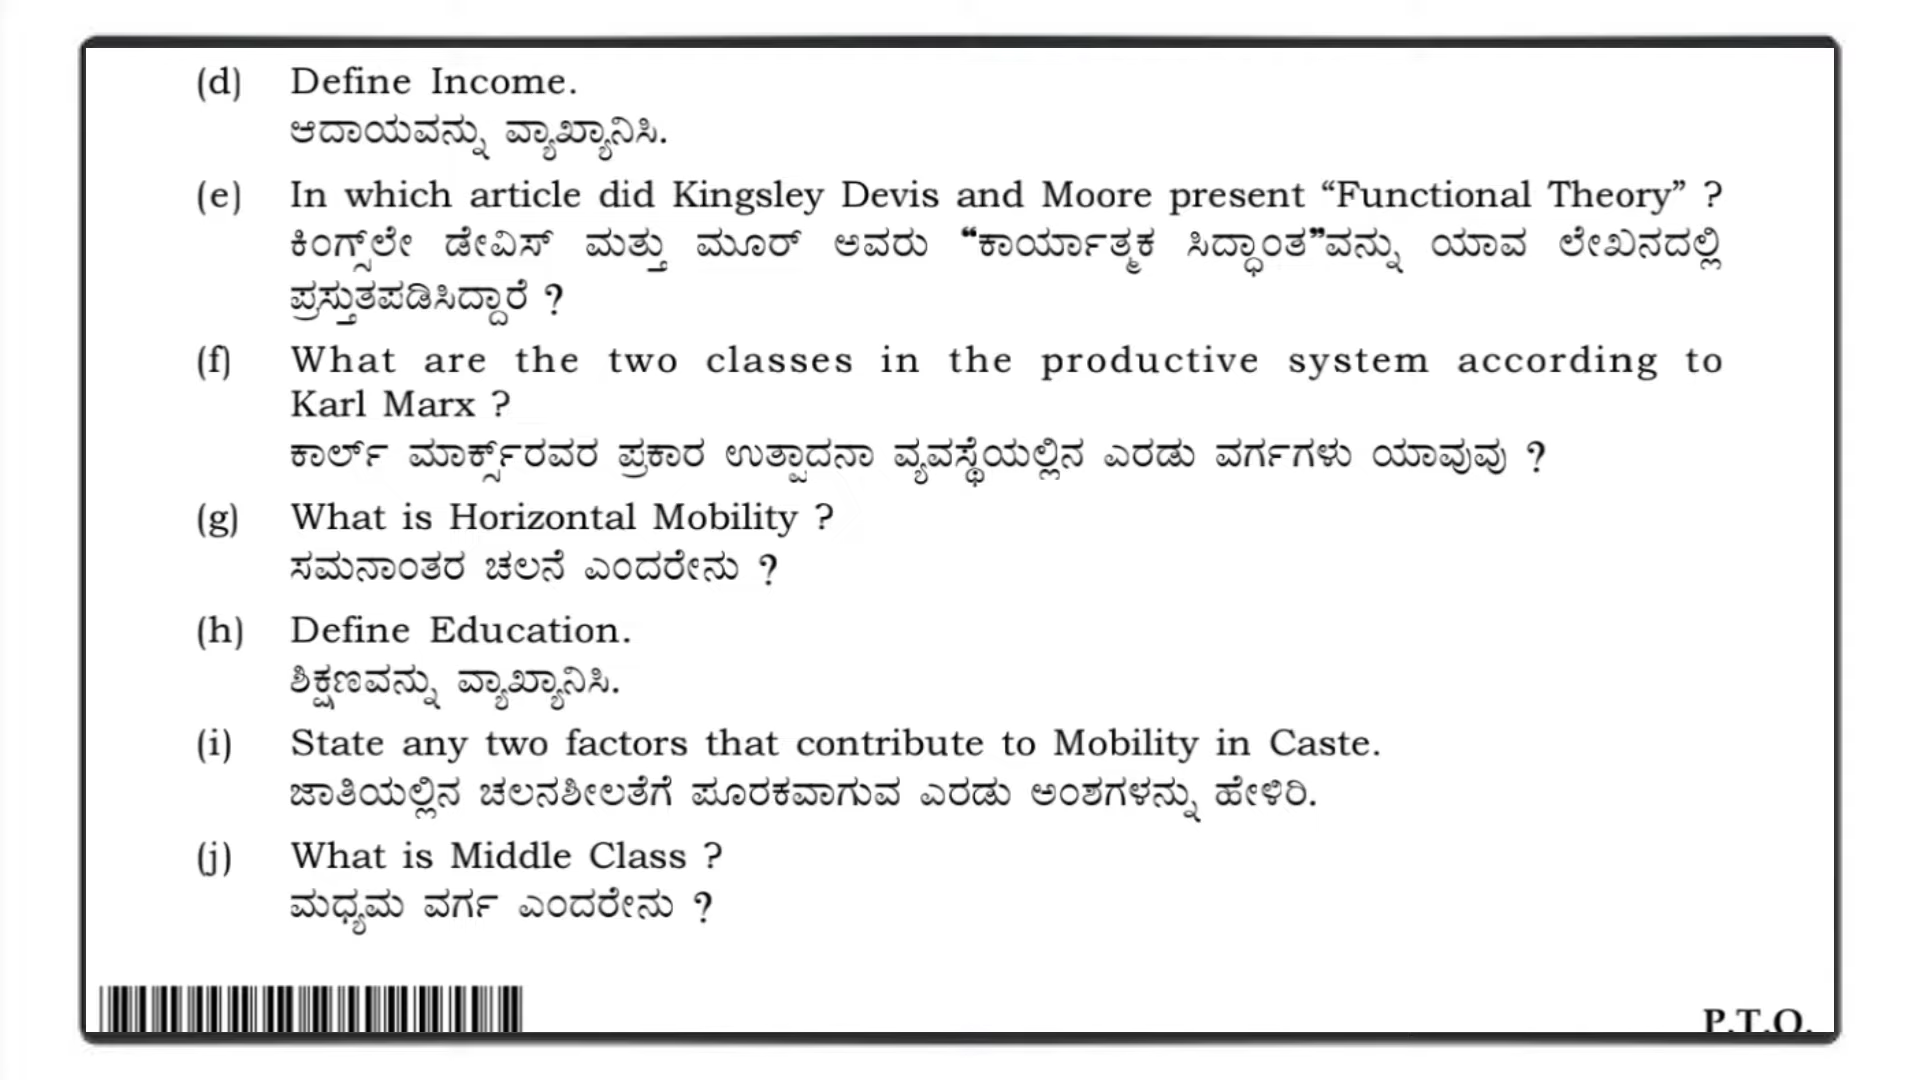 (d) Define Income.
ಆದಾಯವನ್ನು ವ್ಯಾಖ್ಯಾನಿಸಿ.
(e) In which article did Kingsley Devis and Moore present “Functional Theory” ?
ಕಿಂಗ್ಸ್‌ಲೇ ಡೇವಿಸ್ ಮತ್ತು ಮೂರ್ ಅವರು “ಕಾರ್ಯಾತ್ಮಕ ಸಿದ್ಧಾಂತ”ವನ್ನು ಯಾವ ಲೇಖನದಲ್ಲಿ
ಪ್ರಸ್ತುತಪಡಿಸಿದ್ದಾರೆ ?
(f) What are the two classes in the productive system according to
Karl Marx ?
ಕಾರ್ಲ್ ಮಾರ್ಕ್ಸ್‌ರವರ ಪ್ರಕಾರ ಉತ್ಪಾದನಾ ವ್ಯವಸ್ಥೆಯಲ್ಲಿನ ಎರಡು ವರ್ಗಗಳು ಯಾವುವು ?
(g) What is Horizontal Mobility ?
ಸಮನಾಂತರ ಚಲನೆ ಎಂದರೇನು ?
(h) Define Education.
ಶಿಕ್ಷಣವನ್ನು ವ್ಯಾಖ್ಯಾನಿಸಿ.
(i) State any two factors that contribute to Mobility in Caste.
ಜಾತಿಯಲ್ಲಿನ ಚಲನಶೀಲತೆಗೆ ಪೂರಕವಾಗುವ ಎರಡು ಅಂಶಗಳನ್ನು ಹೇಳಿರಿ.
(j) What is Middle Class ?
ಮಧ್ಯಮ ವರ್ಗ ಎಂದರೇನು ?
P.T.O.